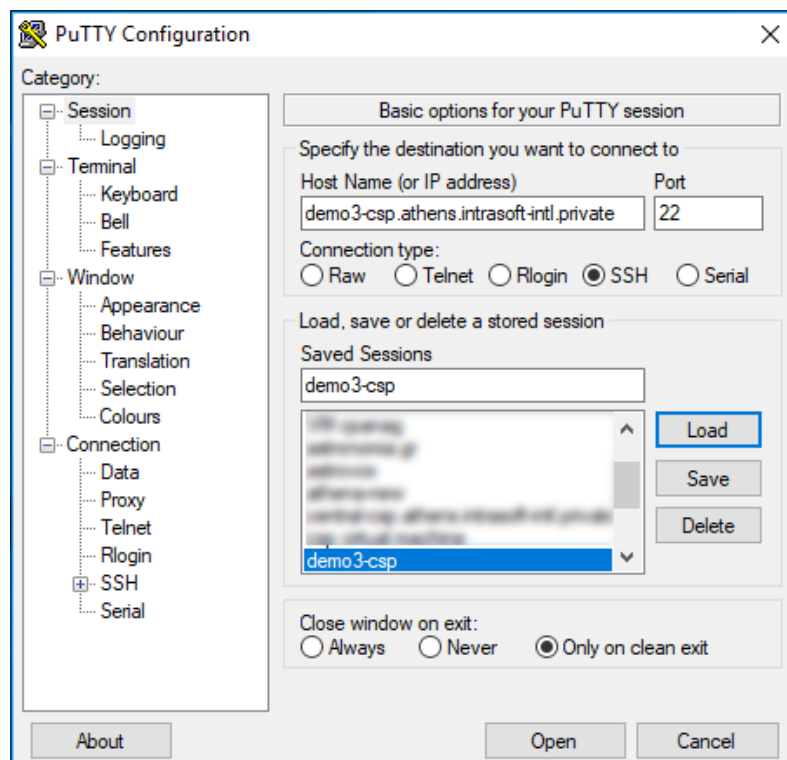 PuTTY Configuration
Category:
Session
Logging
Terminal
Keyboard
Bell
Features
Window
Appearance
Behaviour
Translation
Selection
Colours
Connection
Data
Proxy
Telnet
Rlogin
SSH
Serial
Basic options for your PuTTY session
Specify the destination you want to connect to
Host Name (or IP address) Port
demo3-csp.athens.intrasoft-intl.private 22
Connection type:
Raw Telnet Rlogin SSH Serial
Load, save or delete a stored session
Saved Sessions
demo3-csp
demo3-csp
Load
Save
Delete
Close window on exit:
Always Never Only on clean exit
About Open Cancel